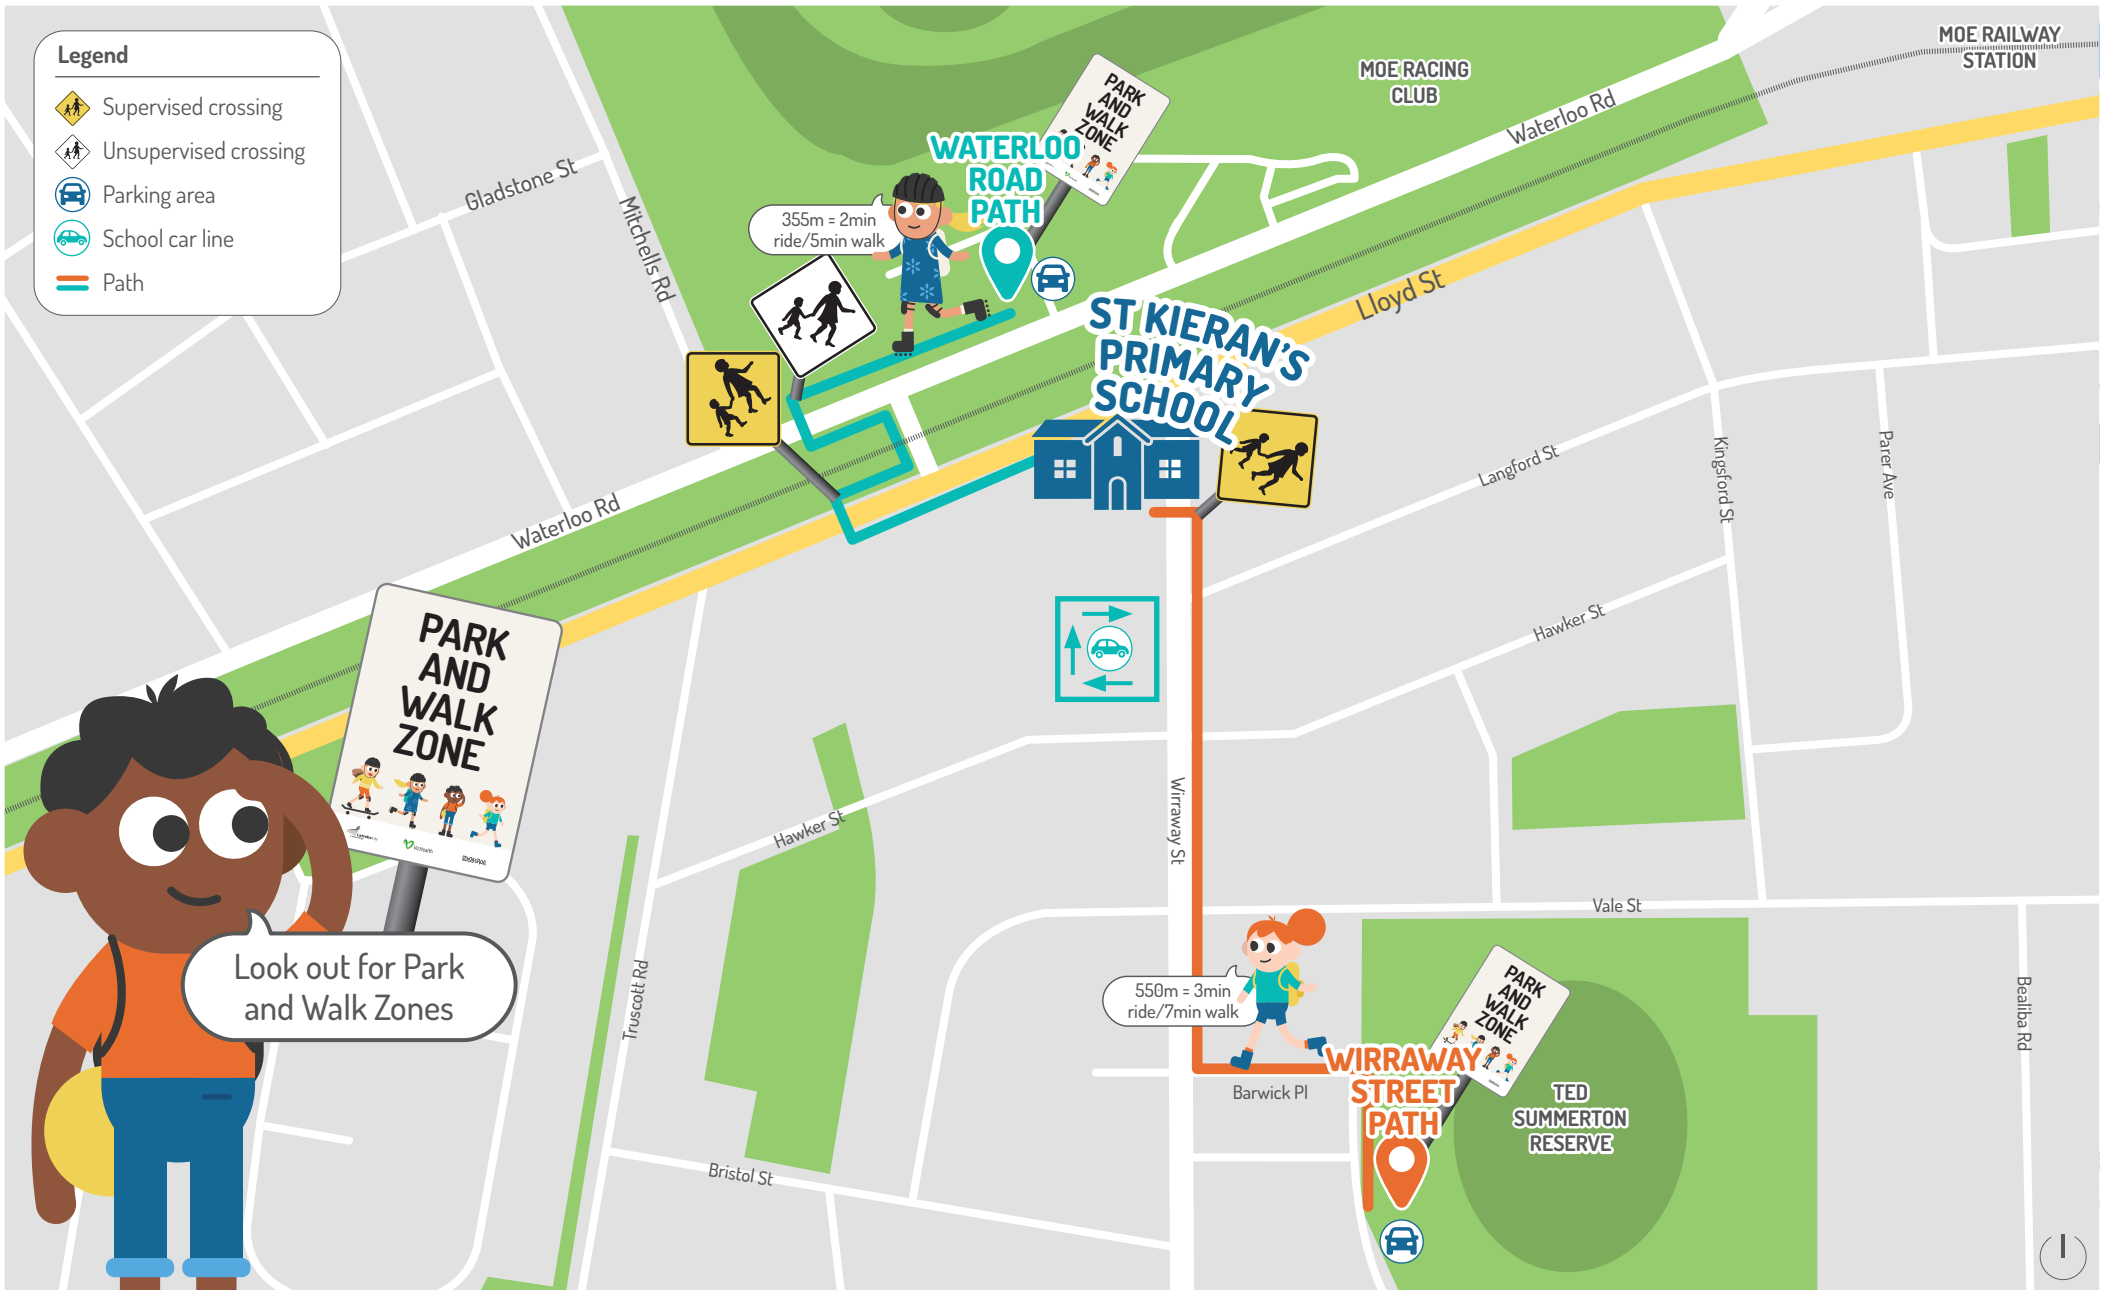 Legend
Supervised crossing
Unsupervised crossing
Parking area
School car line
Path
MOE RAILWAY
STATION
MOE RACING
CLUB
Waterloo Rd
PARK
AND
WALK
ZONE
WATERLOO
ROAD
PATH
Gladstone St
Mitchells Rd
355m = 2min
ride/5min walk
Lloyd St
ST KIERAN'S
PRIMARY
SCHOOL
Langford St
Kingsford St
Parer Ave
Waterloo Rd
PARK
AND
WALK
ZONE
VicHealth
Hawker St
Hawker St
Wirraway St
Vale St
Look out for Park
and Walk Zones
Truscott Rd
550m = 3min
ride/7min walk
PARK
AND
WALK
ZONE
WIRRAWAY
STREET
PATH
Barwick Pl
TED
SUMMERTON
RESERVE
Bealiba Rd
Bristol St